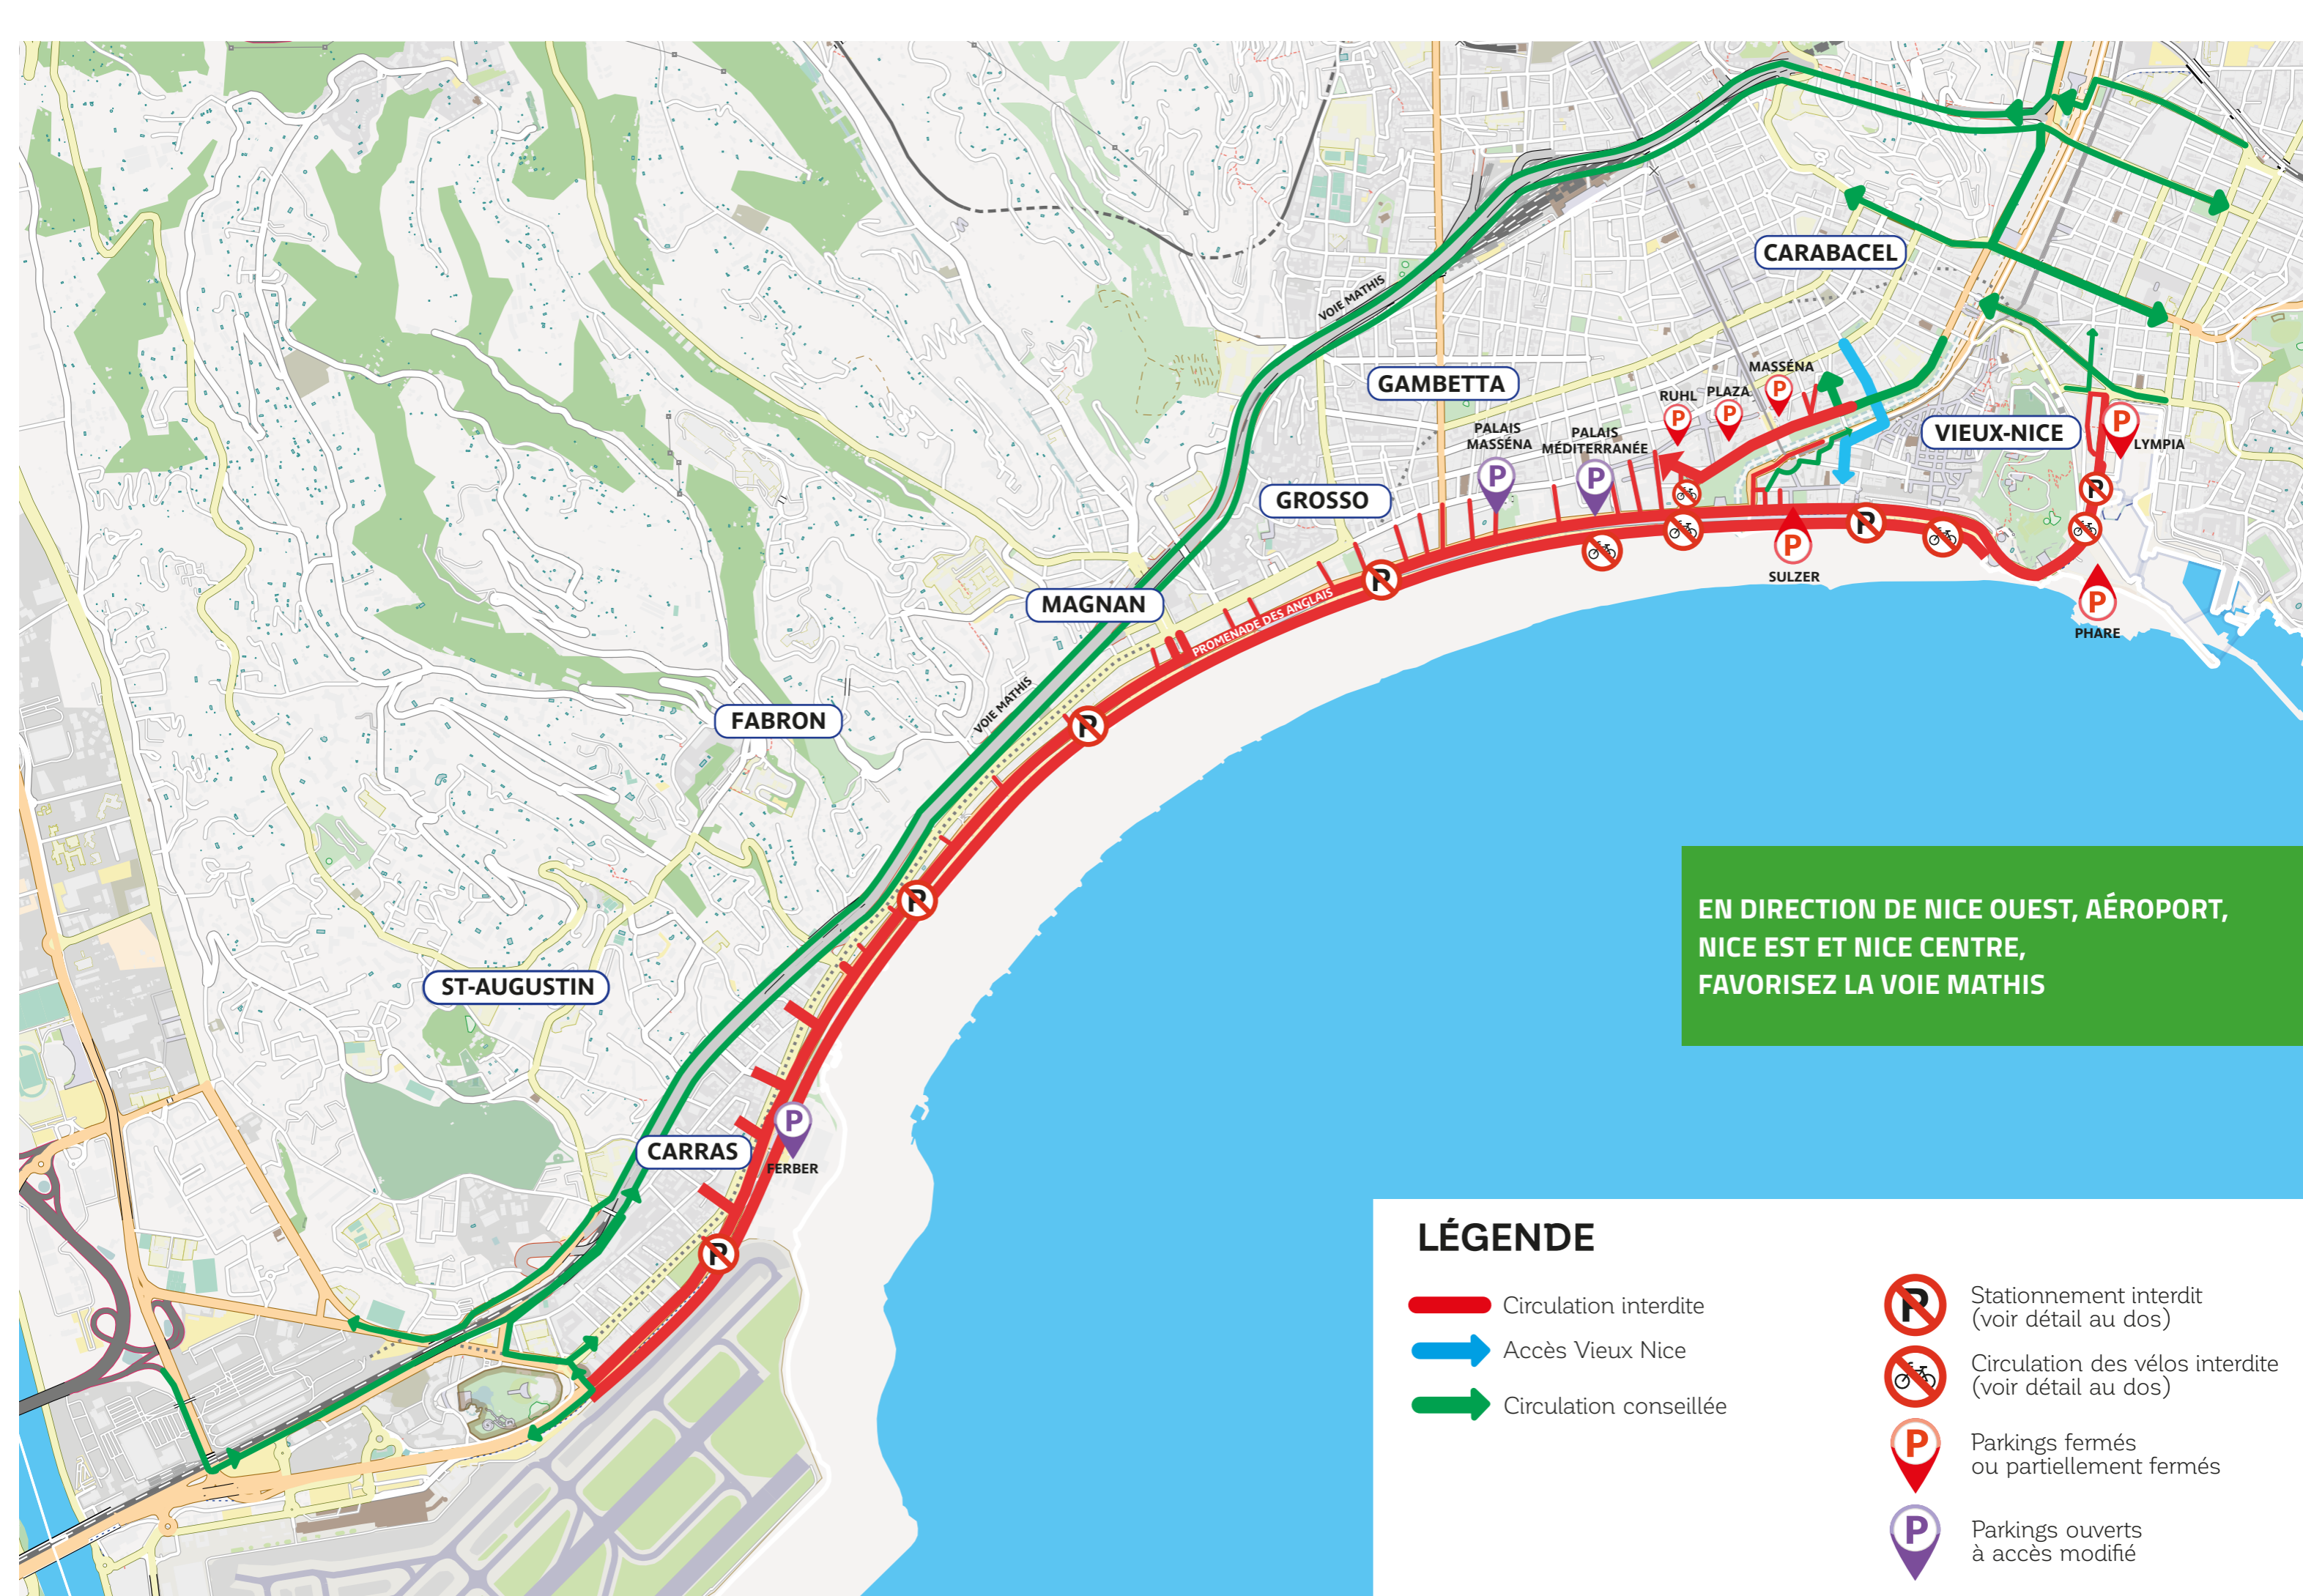 CARABACEL
VOIE MATHIS
GAMBETTA
MASSÉNA
RUHL
PLAZA
PALAIS
MASSÉNA
PALAIS
MÉDITERRANÉE
VIEUX-NICE
P
LYMPIA
P
P
P
P
P
GROSSO
P
P
P
P
SULZER
PROMENADE DES ANGLAIS
P
PHARE
MAGNAN
VOIE MATHIS
FABRON
P
P
EN DIRECTION DE NICE OUEST, AÉROPORT,
NICE EST ET NICE CENTRE,
FAVORISEZ LA VOIE MATHIS
ST-AUGUSTIN
P
FERBER
CARRAS
P
LÉGENDE
Circulation interdite
Accès Vieux Nice
Circulation conseillée
P
Stationnement interdit
(voir détail au dos)
Circulation des vélos interdite
(voir détail au dos)
P
Parkings fermés
ou partiellement fermés
P
Parkings ouverts
à accès modifié